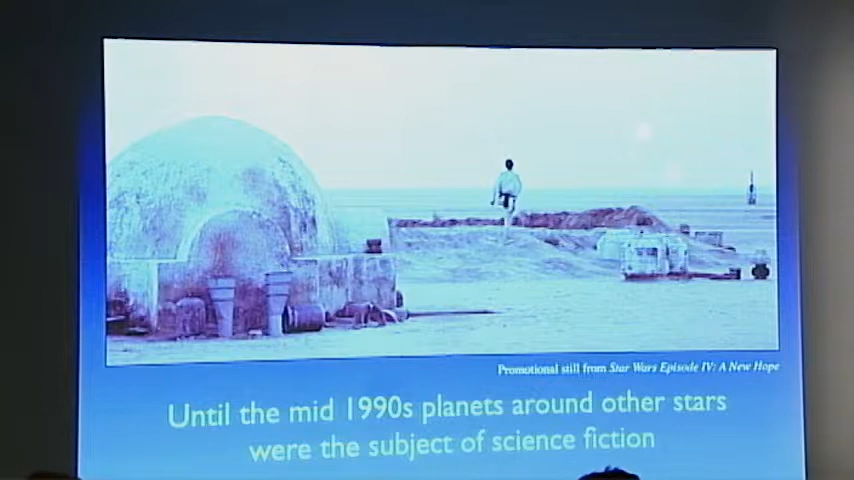 Promotional still from Star Wars Episode IV: A New Hope
Until the mid 1990s planets around other stars
were the subject of science fiction